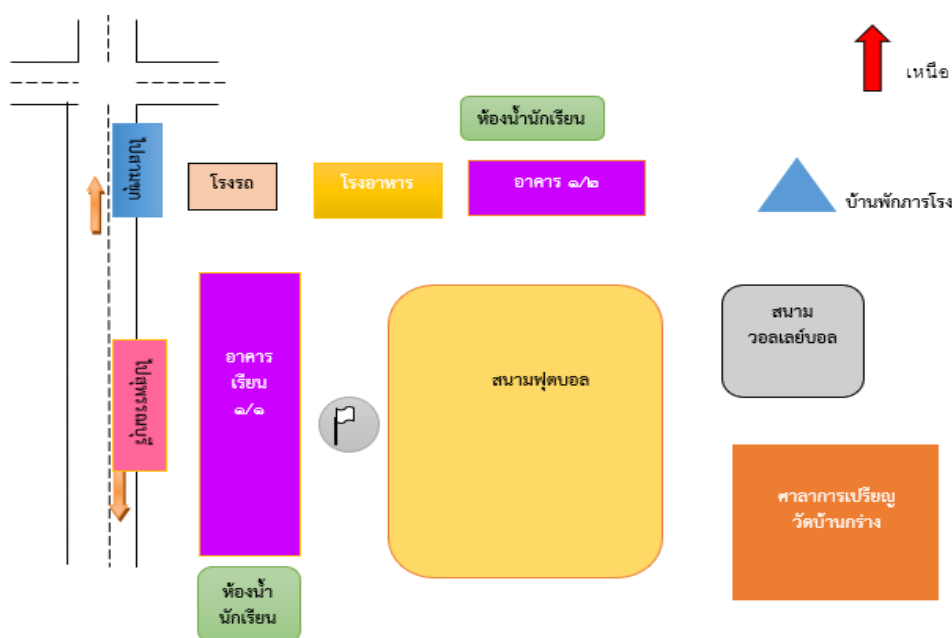 เหนือ
ห้องน้ำนักเรียน
ไปสามชุก
โรงรถ
โรงอาหาร
อาคาร ๑/๒
บ้านพักภารโรง
อาคาร
เรียน
๑/๑
สนามฟุตบอล
สนาม
วอลเลย์บอล
ไปสุพรรณบุรี
ศาลาการเปรียญ
วัดบ้านกร่าง
ห้องน้ำ
นักเรียน